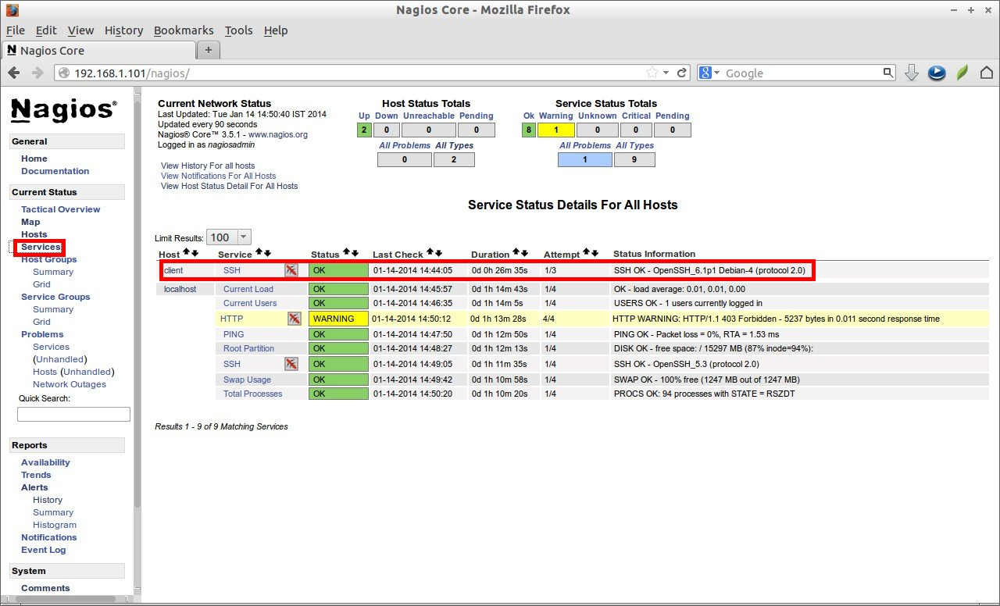 Nagios Core - Mozilla Firefox
File Edit View History Bookmarks Tools Help
Nagios Core
192.168.1.101/nagios/
Google
Nagios®
General
Home
Documentation
Current Status
Tactical Overview
Map
Hosts
Services
Host Groups
Summary
Grid
Service Groups
Summary
Grid
Problems
Services
(Unhandled)
Hosts (Unhandled)
Network Outages
Quick Search:
Reports
Availability
Trends
Alerts
History
Summary
Histogram
Notifications
Event Log
System
Comments
Current Network Status
Last Updated: Tue Jan 14 14:50:40 IST 2014
Updated every 90 seconds
Nagios® Core™ 3.5.1 - www.nagios.org
Logged in as nagiosadmin
View History For all hosts
View Notifications For All Hosts
View Host Status Detail For All Hosts
Host Status Totals
Up Down Unreachable Pending
2 0 0 0
All Problems All Types
0 2
Service Status Totals
Ok Warning Unknown Critical Pending
8 1 0 0 0
All Problems All Types
1 9
Service Status Details For All Hosts
Limit Results: 100
Host Service Status Last Check Duration Attempt Status Information
client SSH OK 01-14-2014 14:44:05 0d 0h 26m 35s 1/3 SSH OK - OpenSSH_6.1p1 Debian-4 (protocol 2.0)
localhost Current Load OK 01-14-2014 14:45:57 0d 1h 14m 43s 1/4 OK - load average: 0.01, 0.01, 0.00
Current Users OK 01-14-2014 14:46:35 0d 1h 14m 5s 1/4 USERS OK - 1 users currently logged in
HTTP WARNING 01-14-2014 14:50:12 0d 1h 13m 28s 4/4 HTTP WARNING: HTTP/1.1 403 Forbidden - 5237 bytes in 0.011 second response time
PING OK 01-14-2014 14:47:50 0d 1h 12m 50s 1/4 PING OK - Packet loss = 0%, RTA = 1.53 ms
Root Partition OK 01-14-2014 14:48:27 0d 1h 12m 13s 1/4 DISK OK - free space: / 15297 MB (87% inode=94%):
SSH OK 01-14-2014 14:49:05 0d 1h 11m 35s 1/4 SSH OK - OpenSSH_5.3 (protocol 2.0)
Swap Usage OK 01-14-2014 14:49:42 0d 1h 10m 58s 1/4 SWAP OK - 100% free (1247 MB out of 1247 MB)
Total Processes OK 01-14-2014 14:50:20 0d 1h 10m 20s 1/4 PROCS OK: 94 processes with STATE = RSZDT
Results 1 - 9 of 9 Matching Services